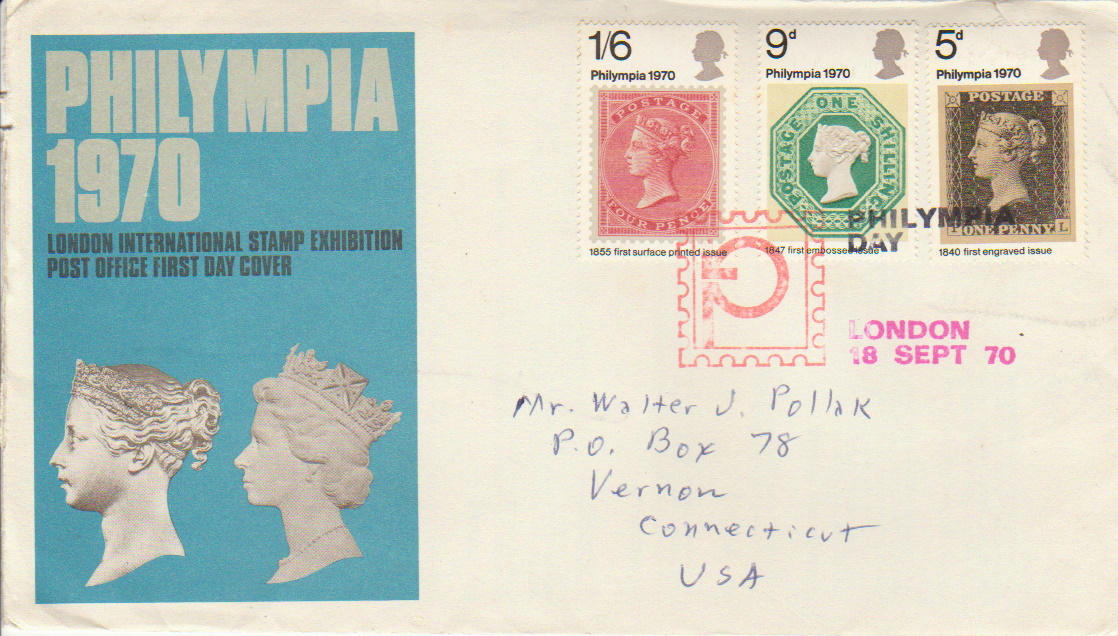 PHILYMPIA
1970
LONDON INTERNATIONAL STAMP EXHIBITION
POST OFFICE FIRST DAY COVER
1/6
Philympia 1970
POSTAGE
FOUR PENCE
1855 first surface printed issue
9d
Philympia 1970
POSTAGE ONE SHILLING
1847 first embossed issue
5d
Philympia 1970
POSTAGE
P ONE PENNY L
1840 first engraved issue
PHILYMPIA
DAY
LONDON
18 SEPT 70
Mr. Walter J. Pollak
P.O. Box 78
Vernon
Connecticut
USA